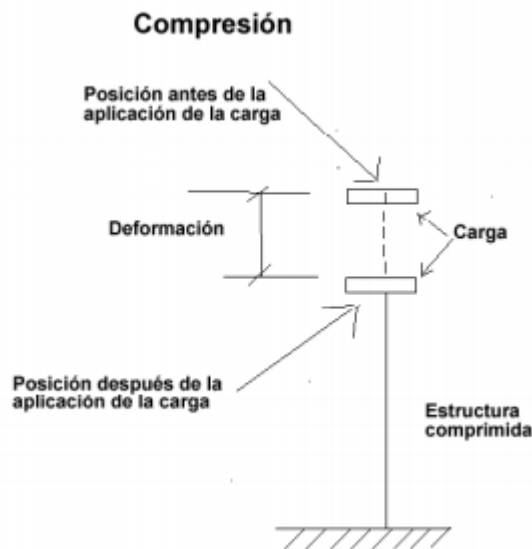 Compresión
Posición antes de la
aplicación de la carga
Deformación
Carga
Posición después de la
aplicación de la carga
Estructura
comprimida